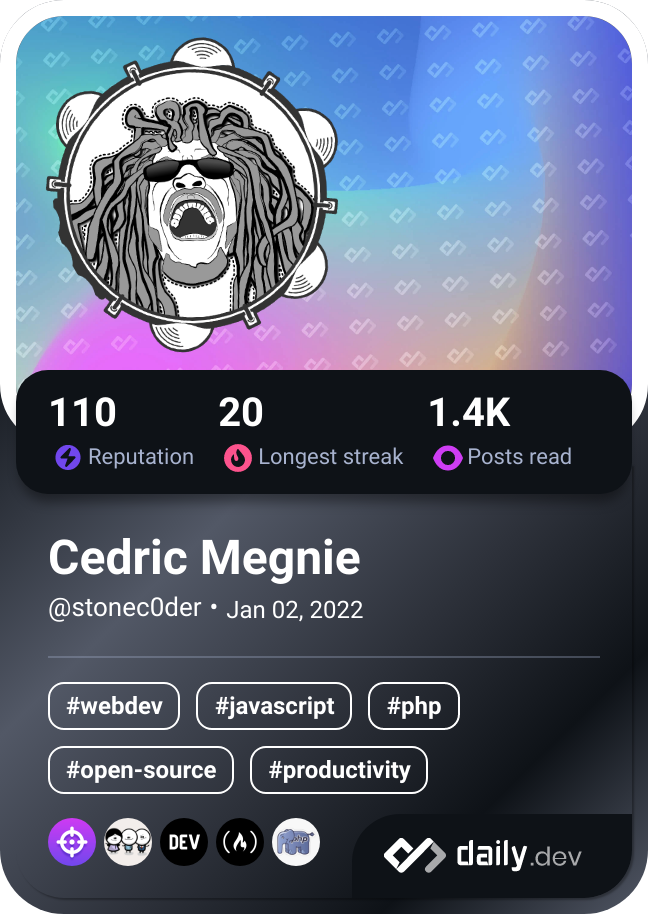 110 20 1.4K
Reputation Longest streak Posts read
Cedric Megnie
@stonec0der • Jan 02, 2022
#webdev #javascript #php
#open-source #productivity
DEV php daily.dev